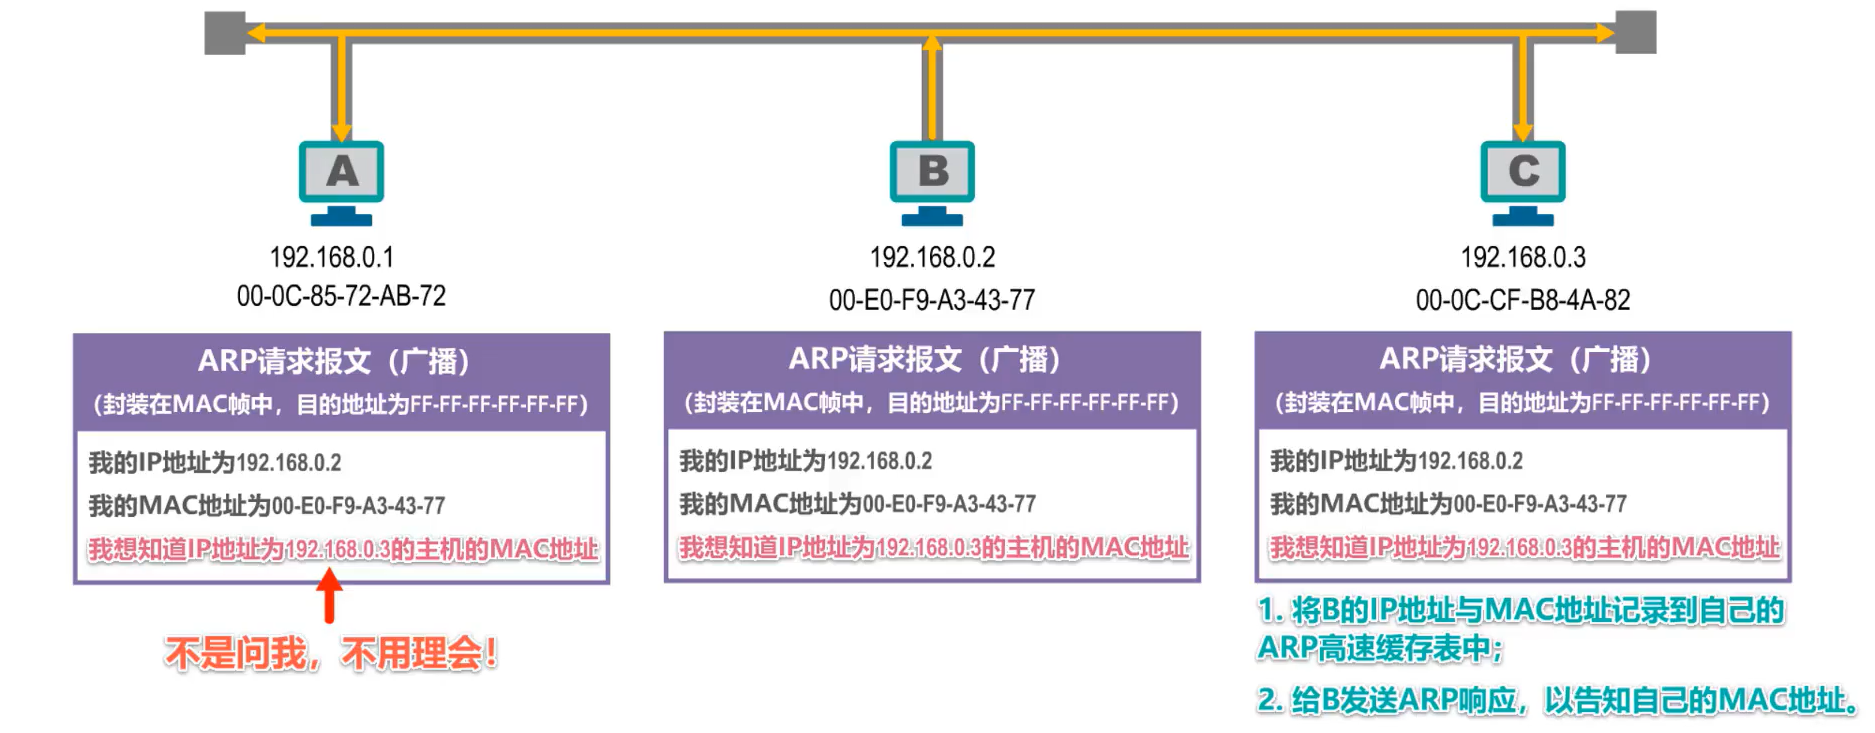 A
B
C
192.168.0.1
00-0C-85-72-AB-72
192.168.0.2
00-E0-F9-A3-43-77
192.168.0.3
00-0C-CF-B8-4A-82
ARP请求报文（广播）
（封装在MAC帧中，目的地址为FF-FF-FF-FF-FF-FF）
我的IP地址为192.168.0.2
我的MAC地址为00-E0-F9-A3-43-77
我想知道IP地址为192.168.0.3的主机的MAC地址
不是问我，不用理会！
ARP请求报文（广播）
（封装在MAC帧中，目的地址为FF-FF-FF-FF-FF-FF）
我的IP地址为192.168.0.2
我的MAC地址为00-E0-F9-A3-43-77
我想知道IP地址为192.168.0.3的主机的MAC地址
ARP请求报文（广播）
（封装在MAC帧中，目的地址为FF-FF-FF-FF-FF-FF）
我的IP地址为192.168.0.2
我的MAC地址为00-E0-F9-A3-43-77
我想知道IP地址为192.168.0.3的主机的MAC地址
1. 将B的IP地址与MAC地址记录到自己的
ARP高速缓存表中；
2. 给B发送ARP响应，以告知自己的MAC地址。